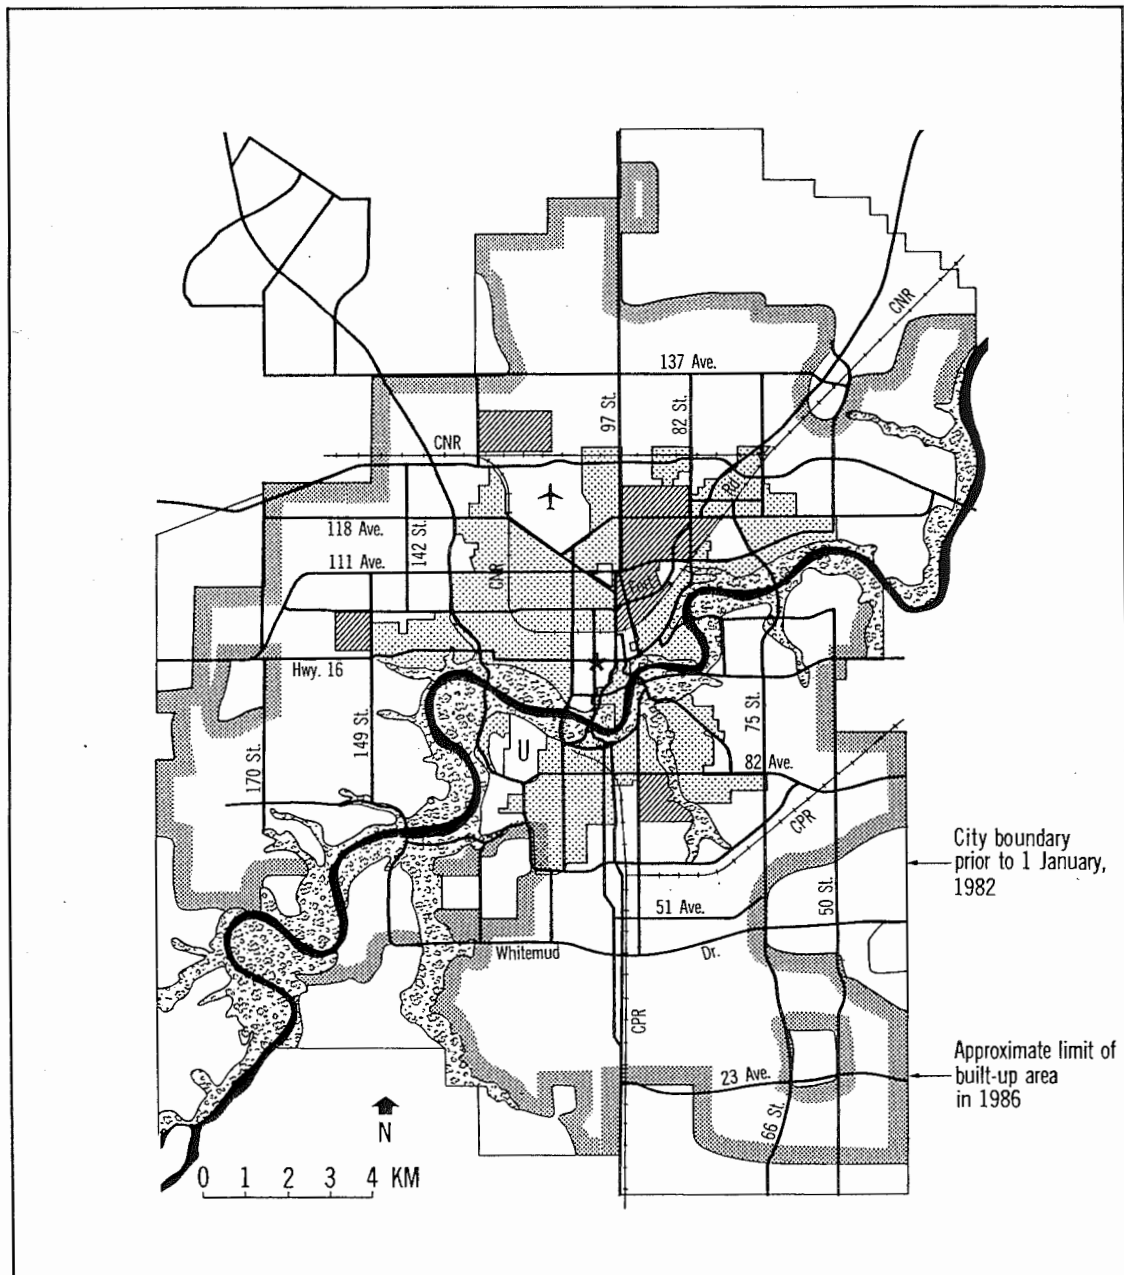 CNR
137 Ave.
97 St.
82 St.
CNR
Rd.
118 Ave.
142 St.
111 Ave.
CNR
Hwy. 16
149 St.
75 St.
U
170 St.
82 Ave.
CPR
City boundary
prior to 1 January,
1982
50 St.
51 Ave.
Whitemud Dr.
CPR
Approximate limit of
built-up area
in 1986
23 Ave.
66 St.
N
0 1 2 3 4 KM